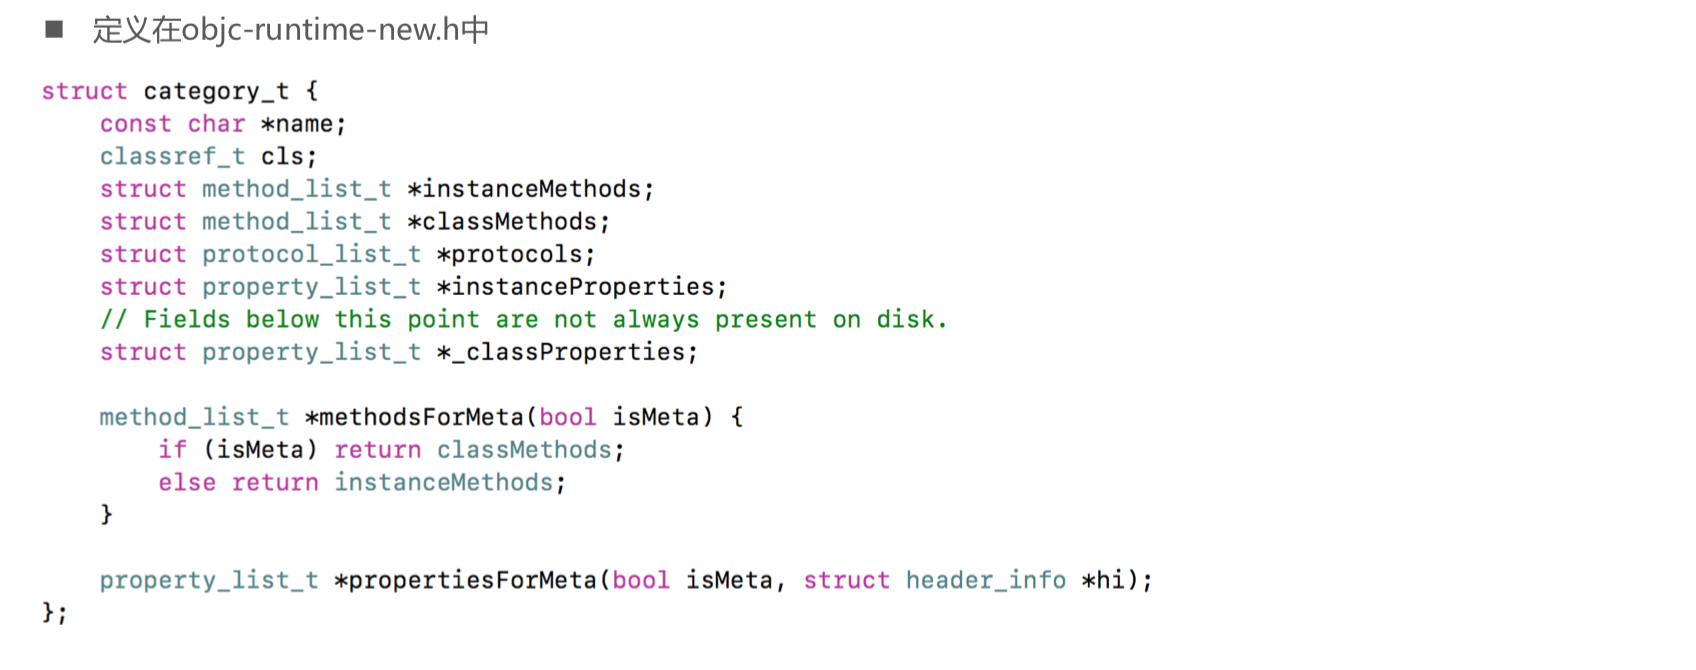 ■ 定义在objc-runtime-new.h中
struct category_t {
    const char *name;
    classref_t cls;
    struct method_list_t *instanceMethods;
    struct method_list_t *classMethods;
    struct protocol_list_t *protocols;
    struct property_list_t *instanceProperties;
    // Fields below this point are not always present on disk.
    struct property_list_t *_classProperties;

    method_list_t *methodsForMeta(bool isMeta) {
        if (isMeta) return classMethods;
        else return instanceMethods;
    }

    property_list_t *propertiesForMeta(bool isMeta, struct header_info *hi);
};